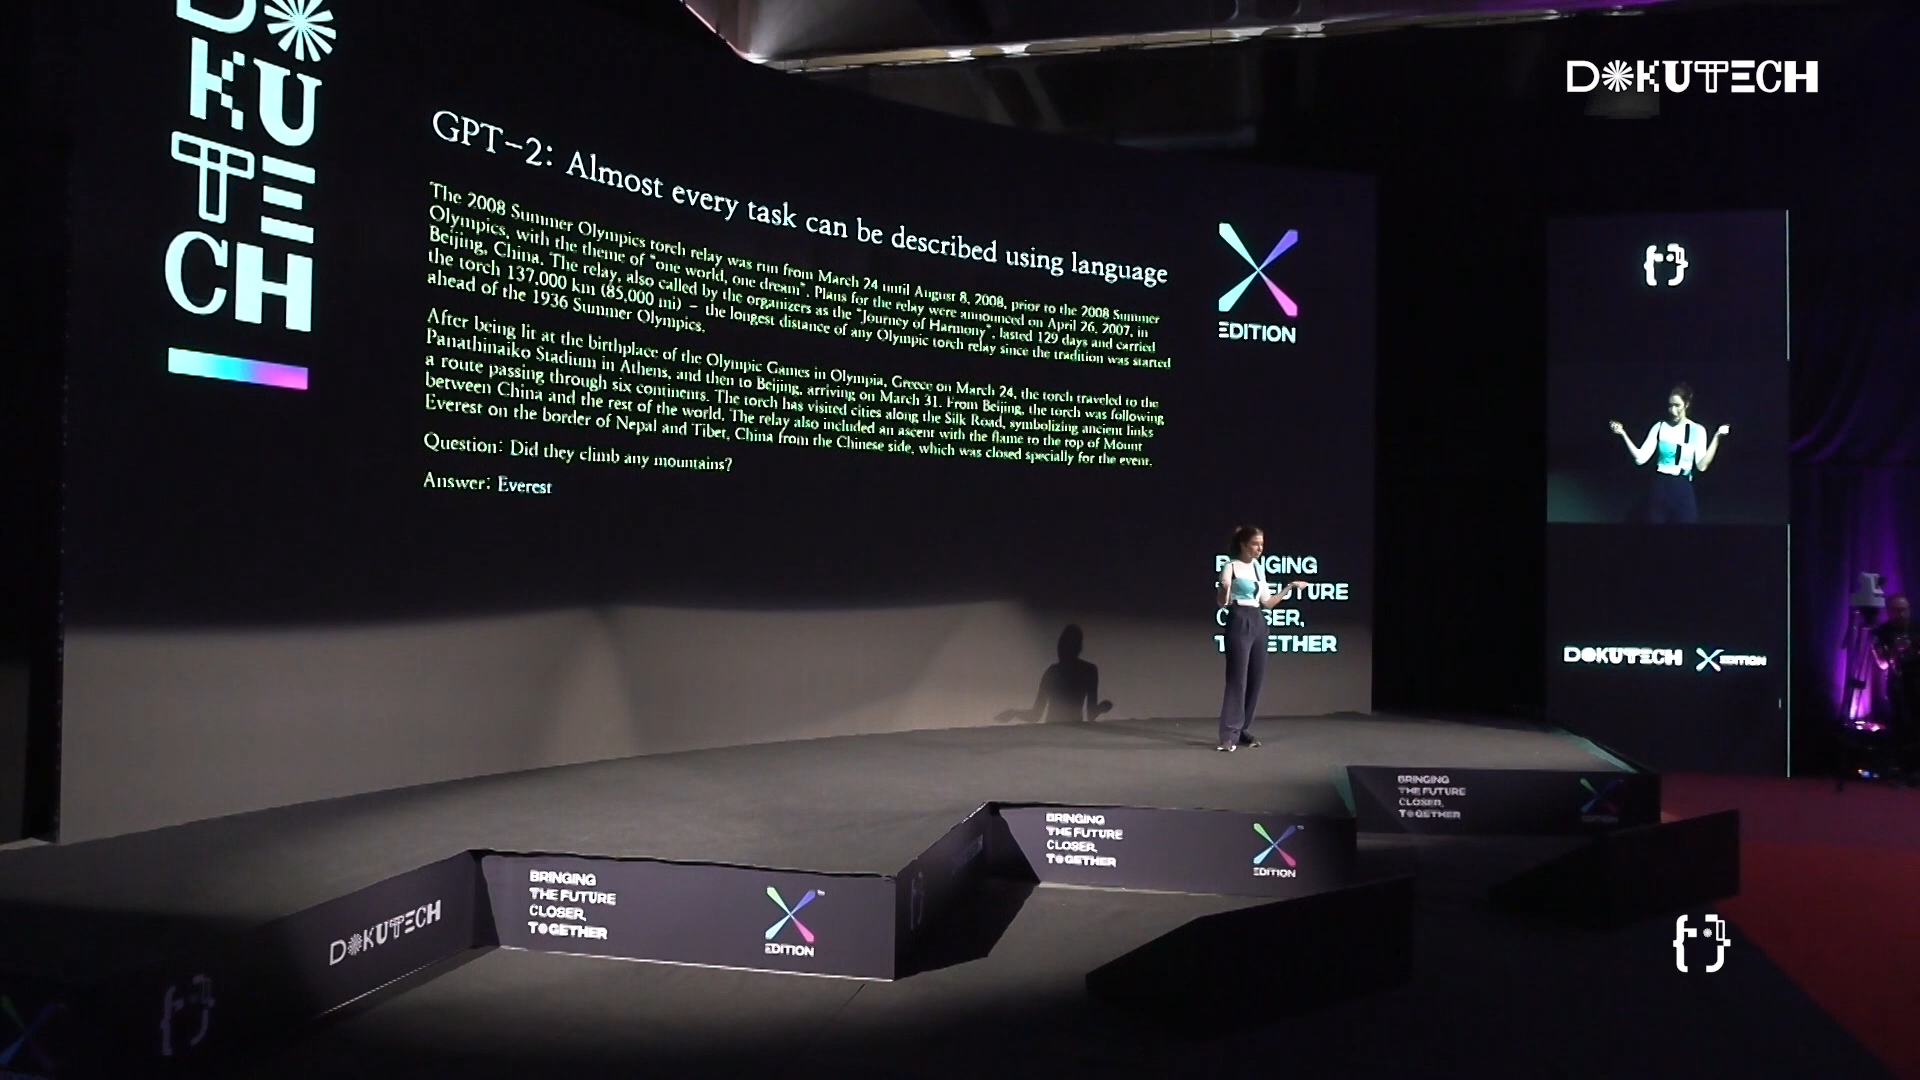 DOKUTECH
DO
KU
TE
CH
GPT-2: Almost every task can be described using language
The 2008 Summer Olympics torch relay was run from March 24 until August 8, 2008, prior to the 2008 Summer
Olympics, with the theme of "one world, one dream". Plans for the relay were announced on April 26, 2007, in
Beijing, China. The relay, also called by the organizers as the "Journey of Harmony", lasted 129 days and carried
the torch 137,000 km (85,000 mi) – the longest distance of any Olympic torch relay since the tradition was started
ahead of the 1936 Summer Olympics.
After being lit at the birthplace of the Olympic Games in Olympia, Greece on March 24, the torch traveled to the
Panathinaiko Stadium in Athens, and then to Beijing, arriving on March 31. From Beijing, the torch was following
a route passing through six continents. The torch has visited cities along the Silk Road, symbolizing ancient links
between China and the rest of the world. The relay also included an ascent with the flame to the top of Mount
Everest on the border of Nepal and Tibet, China from the Chinese side, which was closed specially for the event.
Question: Did they climb any mountains?
Answer: Everest
X
EDITION
BRINGING
THE FUTURE
CLOSER,
TOGETHER
DOKUTECH X EDITION
BRINGING
THE FUTURE
CLOSER,
TOGETHER
EDITION
BRINGING
THE FUTURE
CLOSER,
TOGETHER
X
EDITION
DOKUTECH
BRINGING
THE FUTURE
CLOSER,
TOGETHER
X
EDITION